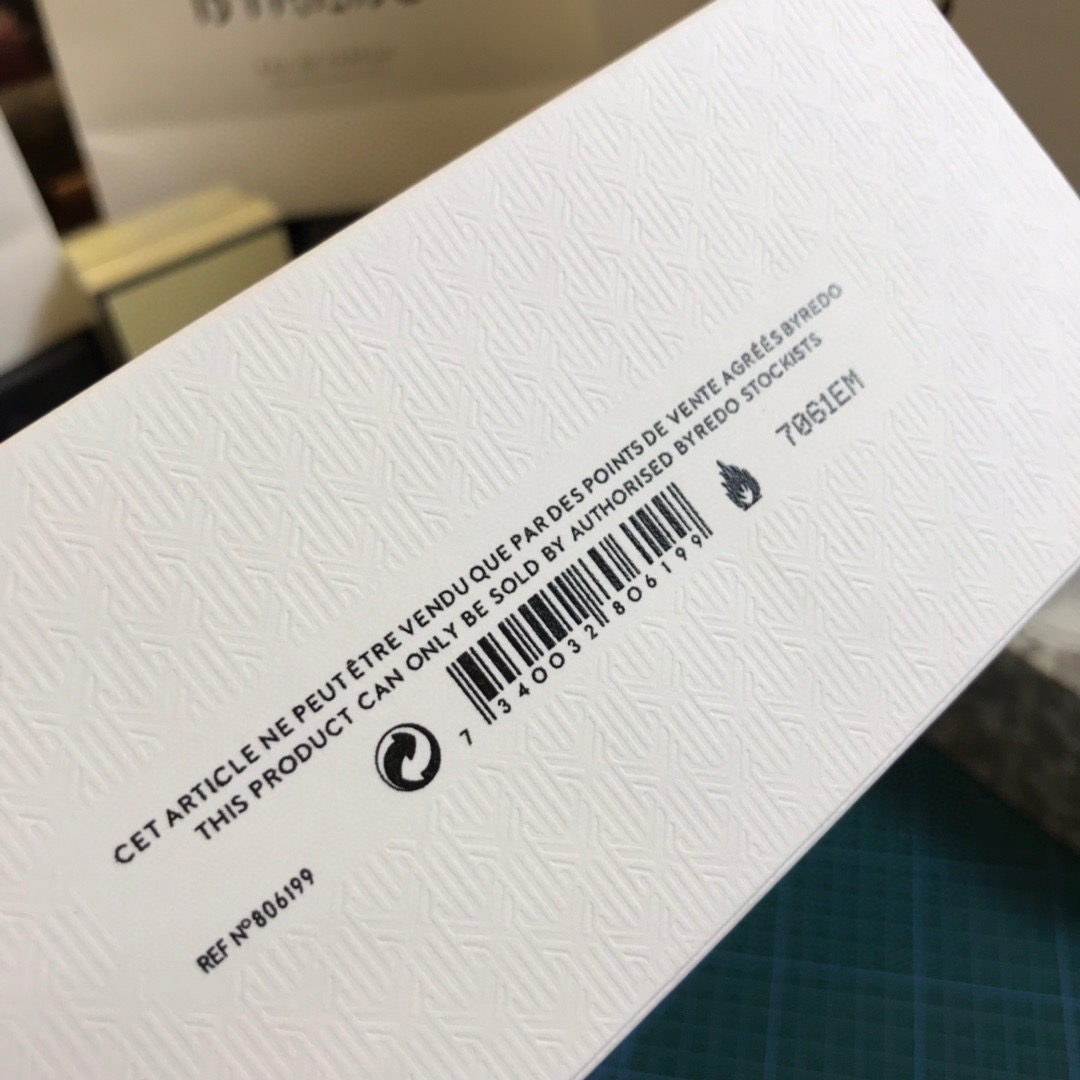 CET ARTICLE NE PEUT ÊTRE VENDU QUE PAR DES POINTS DE VENTE AGRÉÉS BYREDO
THIS PRODUCT CAN ONLY BE SOLD BY AUTHORISED BYREDO STOCKISTS
7061EM
7 340032 806199
REF Nº806199